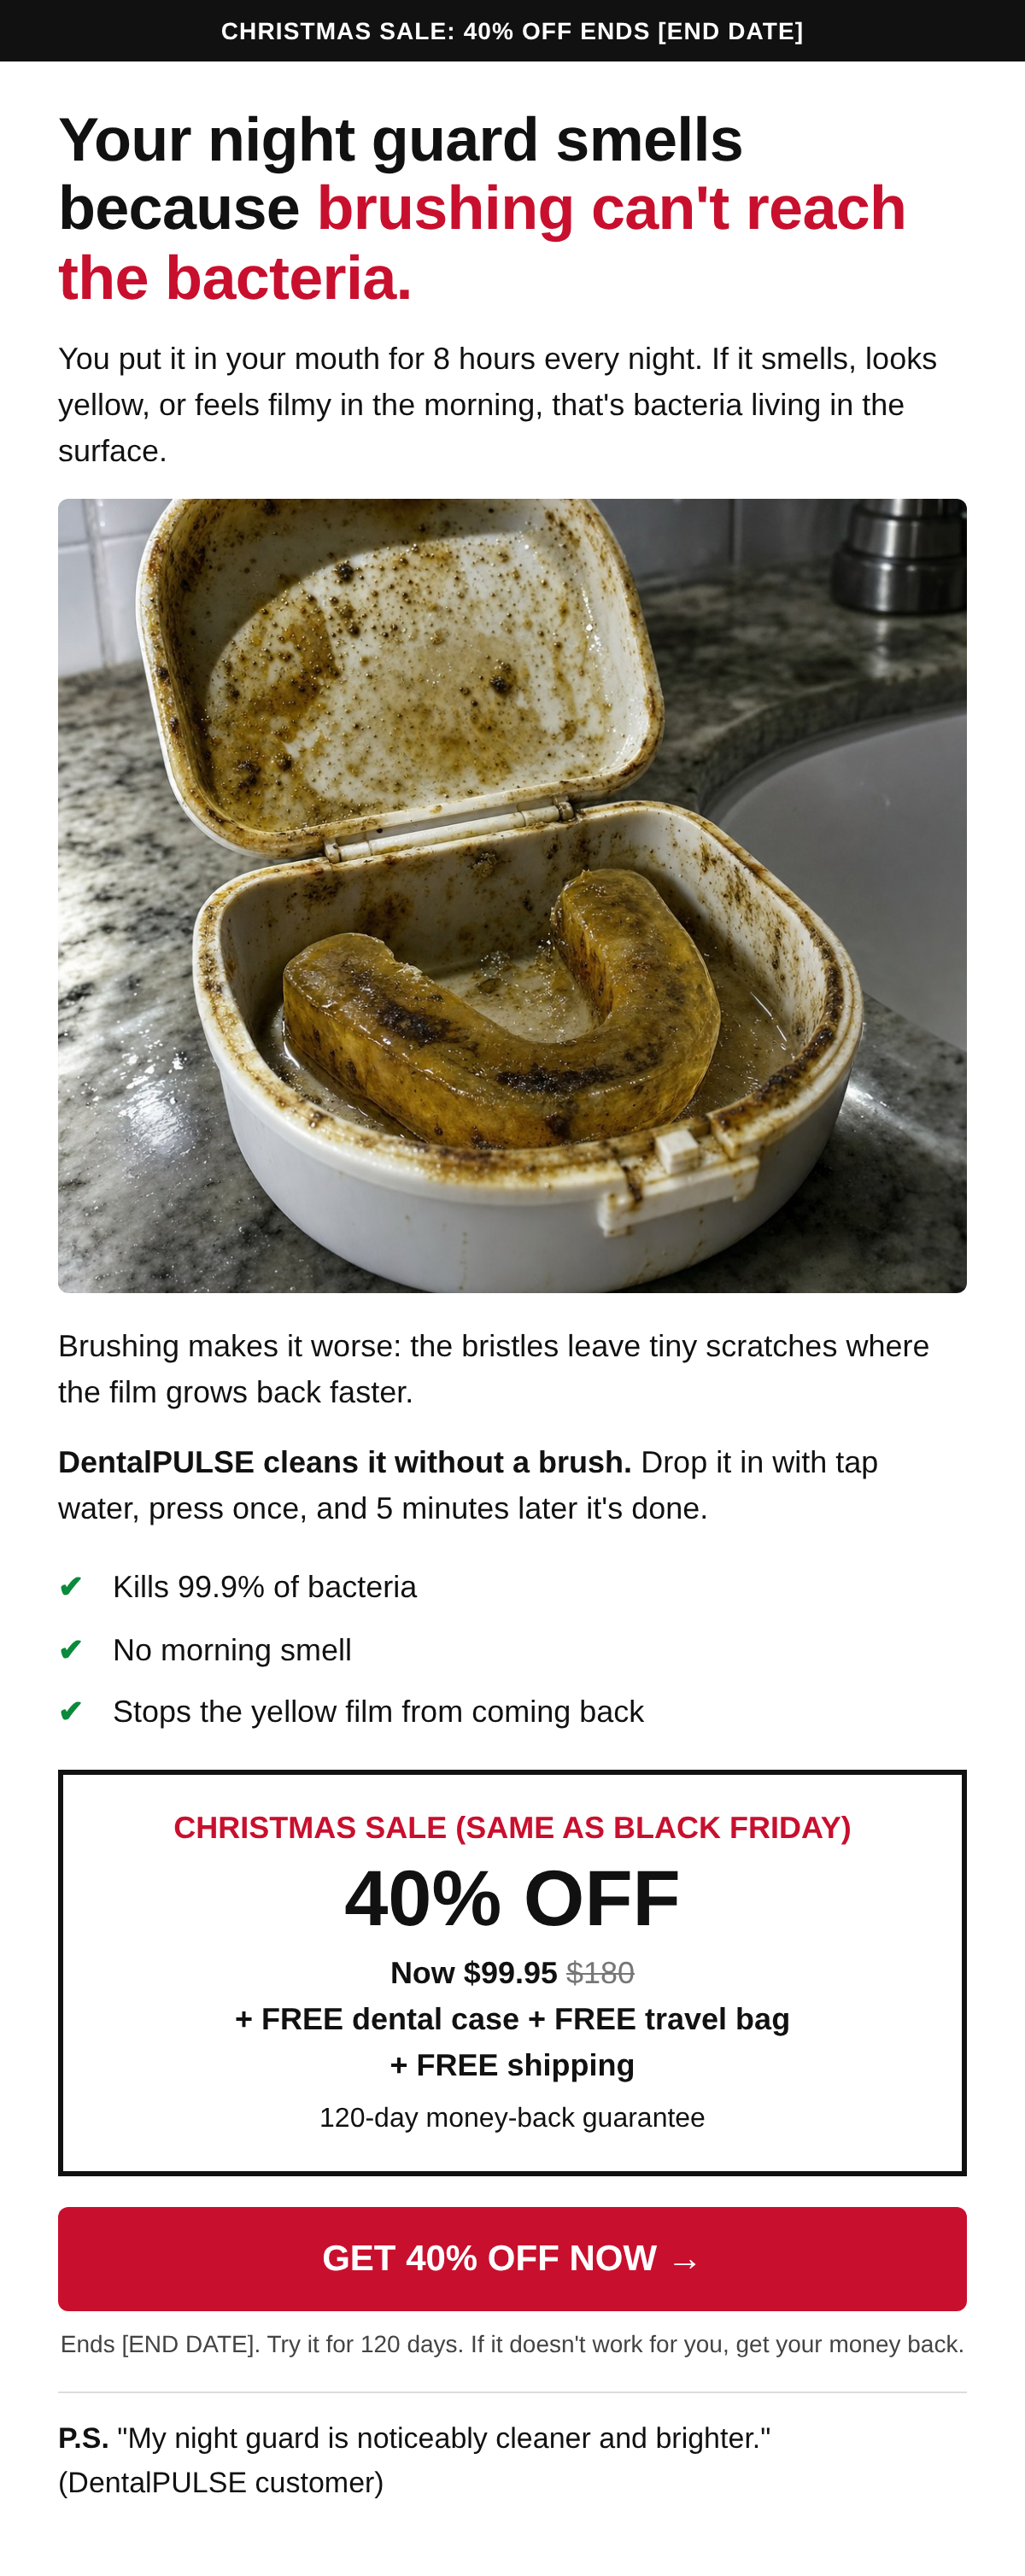 CHRISTMAS SALE: 40% OFF ENDS [END DATE]
Your night guard smells
because brushing can't reach
the bacteria.
You put it in your mouth for 8 hours every night. If it smells, looks
yellow, or feels filmy in the morning, that's bacteria living in the
surface.
Brushing makes it worse: the bristles leave tiny scratches where
the film grows back faster.
DentalPULSE cleans it without a brush. Drop it in with tap
water, press once, and 5 minutes later it's done.
✔ Kills 99.9% of bacteria
✔ No morning smell
✔ Stops the yellow film from coming back
CHRISTMAS SALE (SAME AS BLACK FRIDAY)
40% OFF
Now $99.95 $180
+ FREE dental case + FREE travel bag
+ FREE shipping
120-day money-back guarantee
GET 40% OFF NOW →
Ends [END DATE]. Try it for 120 days. If it doesn't work for you, get your money back.
P.S. "My night guard is noticeably cleaner and brighter."
(DentalPULSE customer)